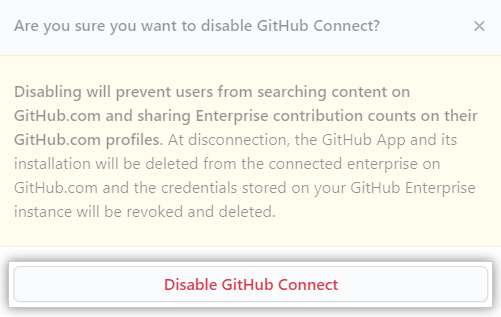 Are you sure you want to disable GitHub Connect?
Disabling will prevent users from searching content on
GitHub.com and sharing Enterprise contribution counts on their
GitHub.com profiles. At disconnection, the GitHub App and its
installation will be deleted from the connected enterprise on
GitHub.com and the credentials stored on your GitHub Enterprise
instance will be revoked and deleted.
Disable GitHub Connect